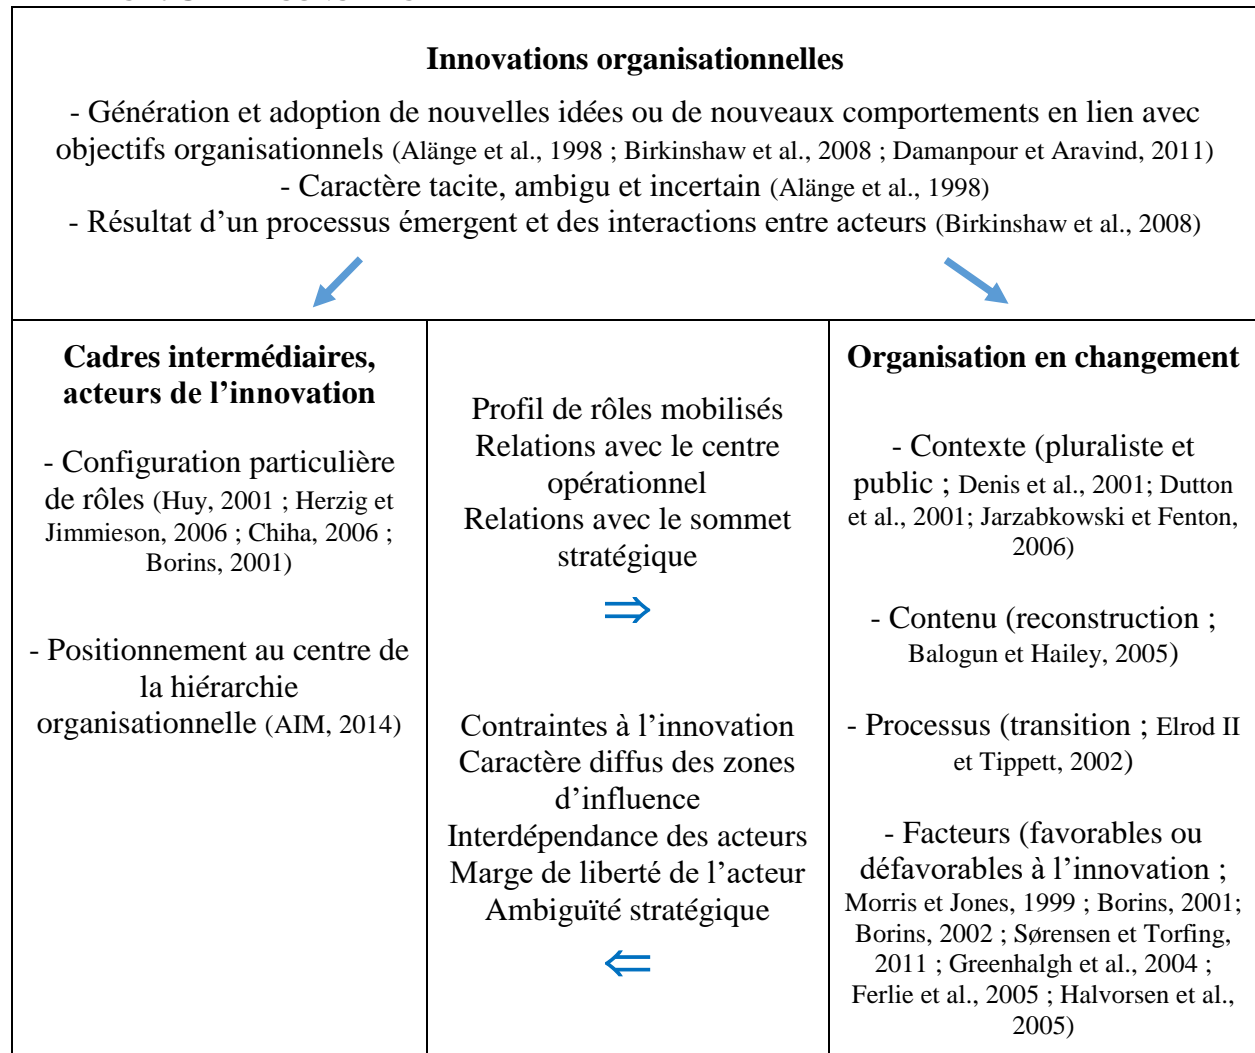 Innovations organisationnelles
- Génération et adoption de nouvelles idées ou de nouveaux comportements en lien avec
objectifs organisationnels (Alänge et al., 1998 ; Birkinshaw et al., 2008 ; Damanpour et Aravind, 2011)
- Caractère tacite, ambigu et incertain (Alänge et al., 1998)
- Résultat d’un processus émergent et des interactions entre acteurs (Birkinshaw et al., 2008)
Cadres intermédiaires,
acteurs de l’innovation
- Configuration particulière
de rôles (Huy, 2001 ; Herzig et
Jimmieson, 2006 ; Chiha, 2006 ;
Borins, 2001)
- Positionnement au centre de
la hiérarchie
organisationnelle (AIM, 2014)
Profil de rôles mobilisés
Relations avec le centre
opérationnel
Relations avec le sommet
stratégique
⇒
Contraintes à l’innovation
Caractère diffus des zones
d’influence
Interdépendance des acteurs
Marge de liberté de l’acteur
Ambiguïté stratégique
⇐
Organisation en changement
- Contexte (pluraliste et
public ; Denis et al., 2001; Dutton
et al., 2001; Jarzabkowski et Fenton,
2006)
- Contenu (reconstruction ;
Balogun et Hailey, 2005)
- Processus (transition ; Elrod II
et Tippett, 2002)
- Facteurs (favorables ou
défavorables à l’innovation ;
Morris et Jones, 1999 ; Borins, 2001;
Borins, 2002 ; Sørensen et Torfing,
2011 ; Greenhalgh et al., 2004 ;
Ferlie et al., 2005 ; Halvorsen et al.,
2005)